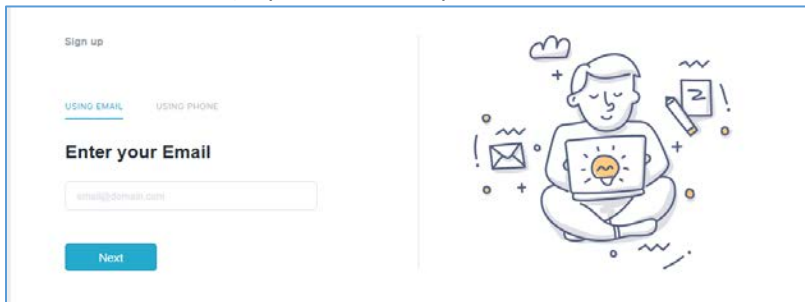 Sign up
USING EMAIL USING PHONE
Enter your Email
email@domain.com
Next